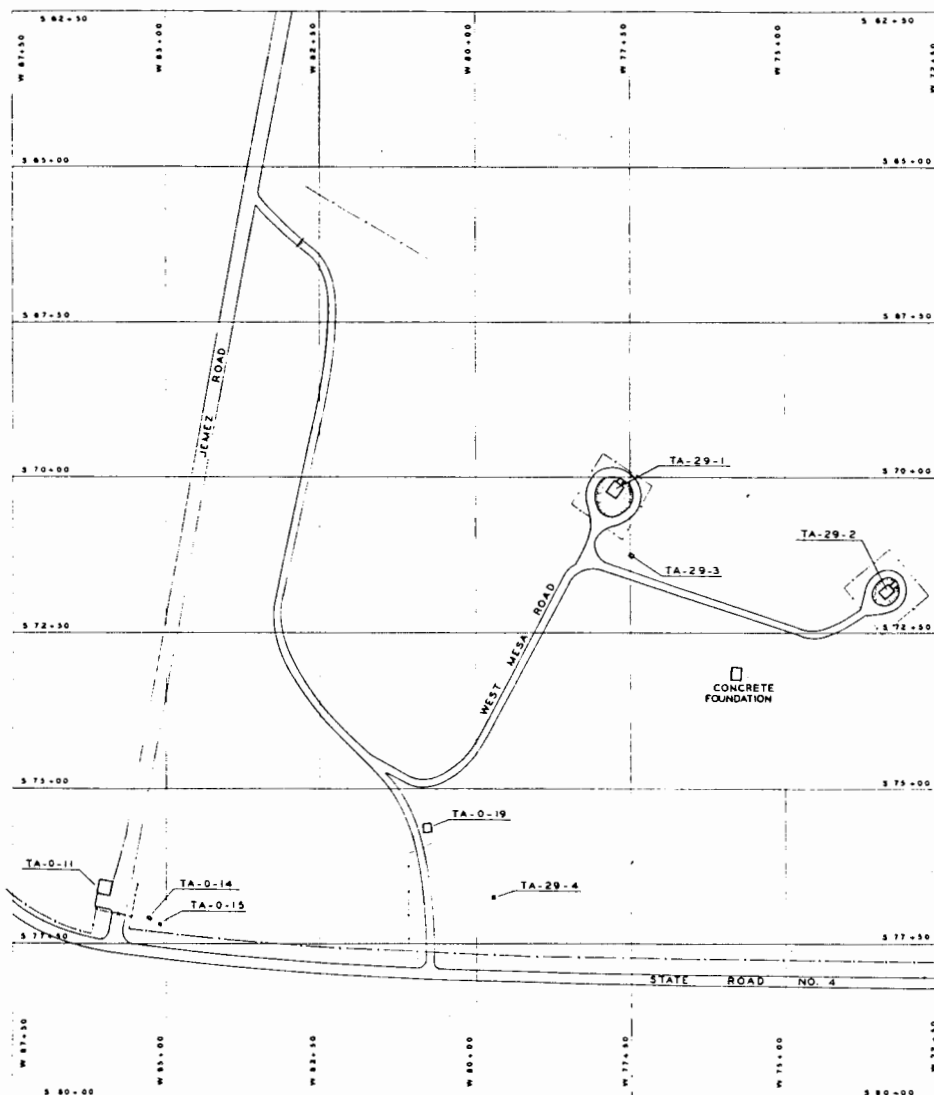 S 62+50
S 62+50
W 87+50
W 85+00
W 82+50
W 80+00
W 77+50
W 75+00
W 72+50
S 65+00
S 65+00
S 67+50
S 67+50
JEMEZ ROAD
S 70+00
S 70+00
TA-29-1
TA-29-2
TA-29-3
S 72+50
S 72+50
WEST MESA ROAD
CONCRETE
FOUNDATION
S 75+00
S 75+00
TA-0-19
TA-0-11
TA-0-14
TA-29-4
TA-0-15
S 77+50
S 77+50
STATE ROAD NO. 4
W 87+50
W 85+00
W 82+50
W 80+00
W 77+50
W 75+00
W 72+50
S 80+00
S 80+00